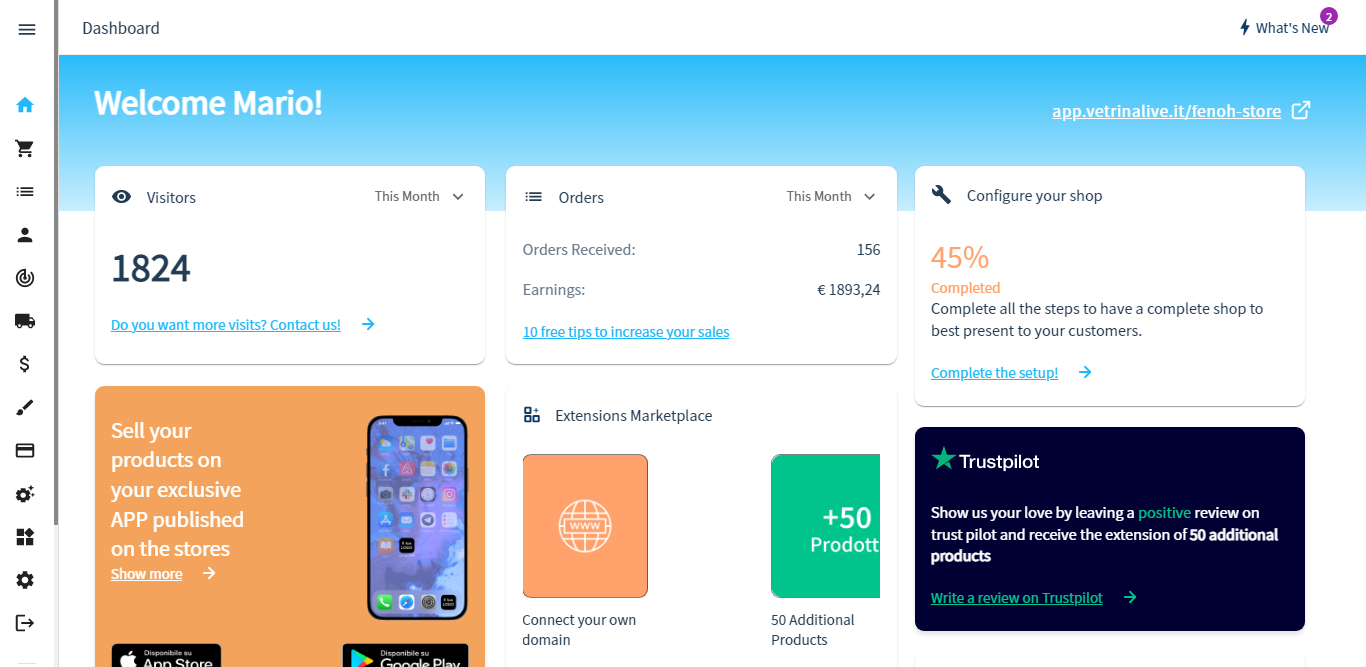 Dashboard
What's New
2
Welcome Mario!
app.vetrinalive.it/fenoh-store
Visitors
This Month
1824
Do you want more visits? Contact us!
Orders
This Month
Orders Received:
156
Earnings:
€ 1893,24
10 free tips to increase your sales
Configure your shop
45%
Completed
Complete all the steps to have a complete shop to
best present to your customers.
Complete the setup!
Sell your
products on
your exclusive
APP published
on the stores
Show more
Disponibile su
App Store
Disponibile su
Google Play
Extensions Marketplace
WWW
Connect your own
domain
+50
Prodott
50 Additional
Products
Trustpilot
Show us your love by leaving a positive review on
trust pilot and receive the extension of 50 additional
products
Write a review on Trustpilot